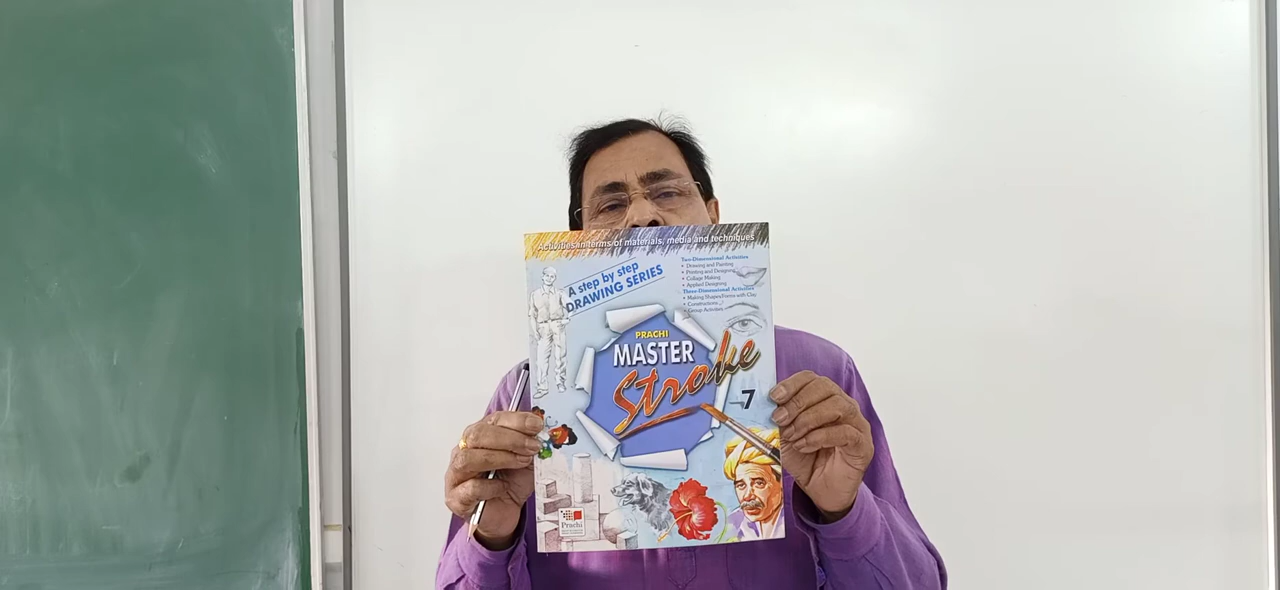 Activities in terms of materials, media and techniques
A step by step
DRAWING SERIES
Two-Dimensional Activities
• Drawing and Painting
• Printing and Designing
• Collage Making
• Applied Designing
Three-Dimensional Activities
• Making Shapes/Forms with Clay
• Constructions
• Group Activities
PRACHI
MASTER
Stroke
7
Prachi